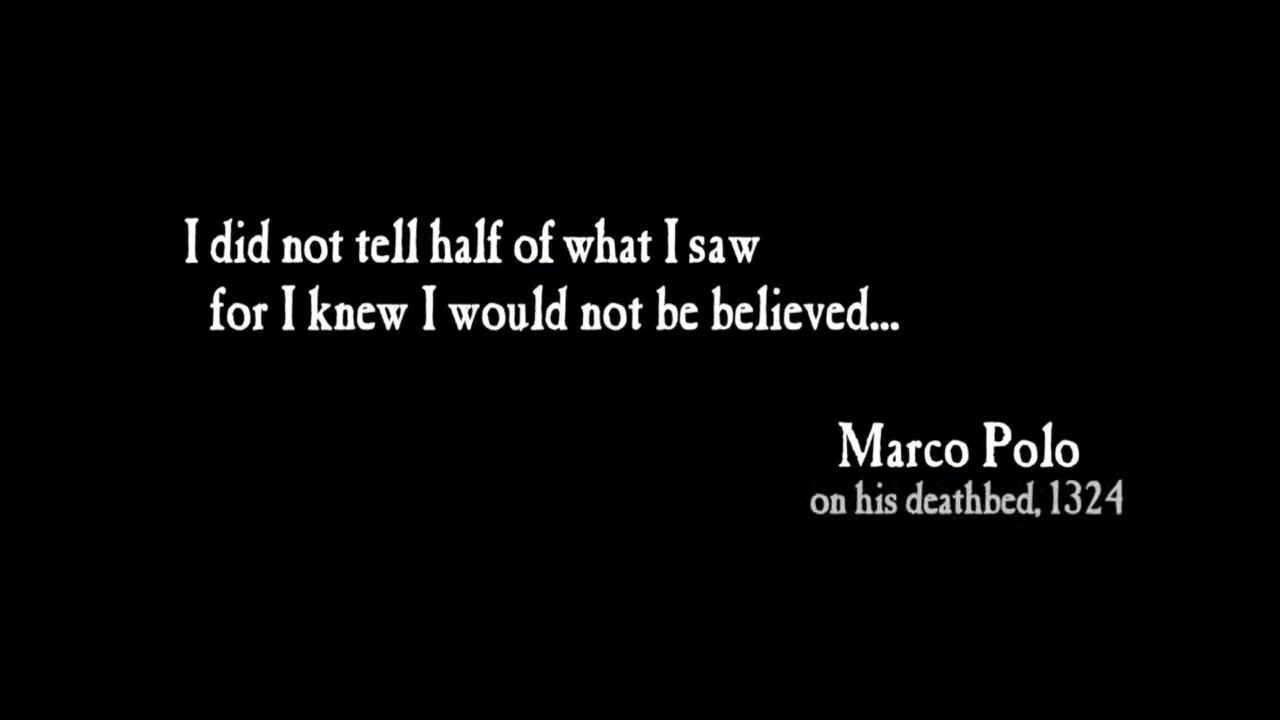 I did not tell half of what I saw
for I knew I would not be believed...
Marco Polo
on his deathbed, 1324